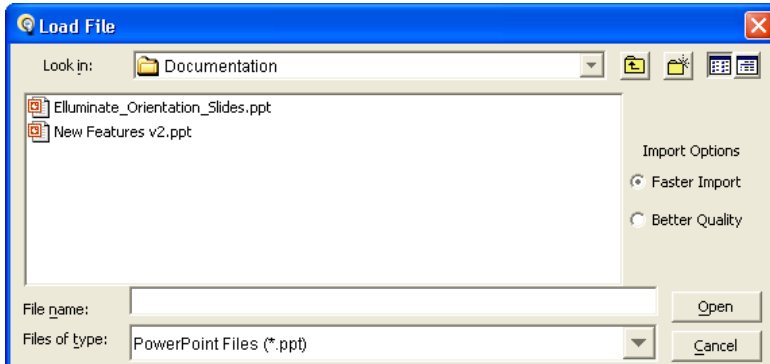 Load File
Look in: Documentation
Elluminate_Orientation_Slides.ppt
New Features v2.ppt
Import Options
Faster Import
Better Quality
File name:
Open
Files of type: PowerPoint Files (*.ppt)
Cancel